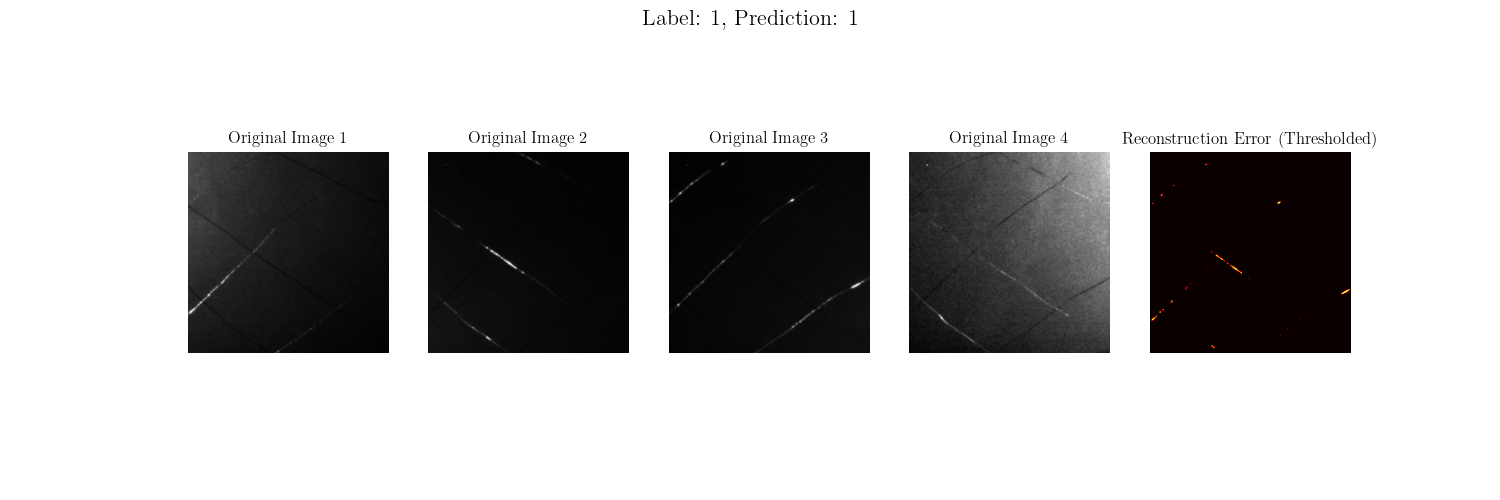 Label: 1, Prediction: 1
Original Image 1
Original Image 2
Original Image 3
Original Image 4
Reconstruction Error (Thresholded)